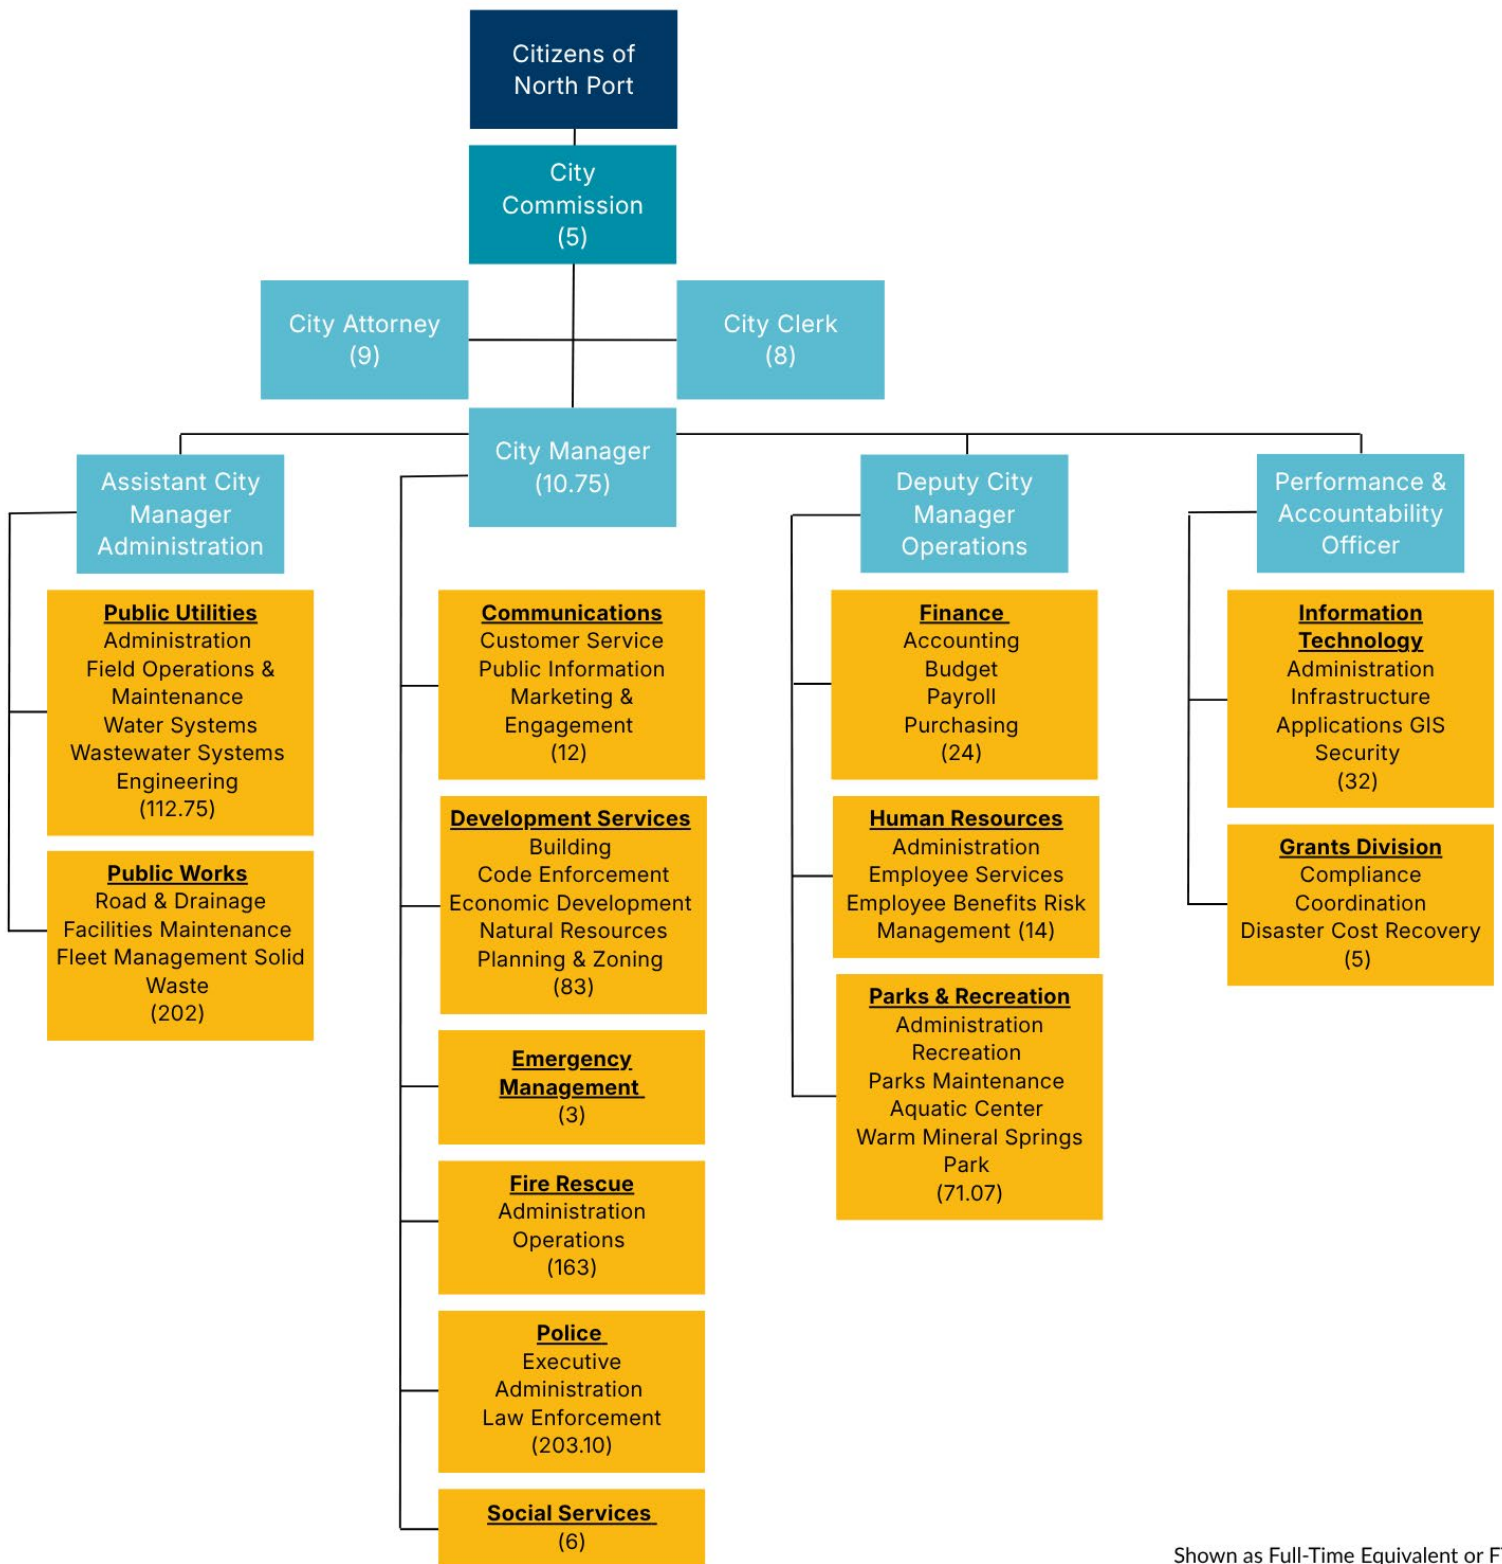 Citizens of
North Port
City
Commission
(5)
City Attorney
(9)
City Clerk
(8)
City Manager
(10.75)
Assistant City
Manager
Administration
Deputy City
Manager
Operations
Performance &
Accountability
Officer
Public Utilities
Administration
Field Operations &
Maintenance
Water Systems
Wastewater Systems
Engineering
(112.75)
Public Works
Road & Drainage
Facilities Maintenance
Fleet Management Solid
Waste
(202)
Communications
Customer Service
Public Information
Marketing &
Engagement
(12)
Development Services
Building
Code Enforcement
Economic Development
Natural Resources
Planning & Zoning
(83)
Emergency
Management
(3)
Fire Rescue
Administration
Operations
(163)
Police
Executive
Administration
Law Enforcement
(203.10)
Social Services
(6)
Finance
Accounting
Budget
Payroll
Purchasing
(24)
Human Resources
Administration
Employee Services
Employee Benefits Risk
Management (14)
Parks & Recreation
Administration
Recreation
Parks Maintenance
Aquatic Center
Warm Mineral Springs
Park
(71.07)
Information
Technology
Administration
Infrastructure
Applications GIS
Security
(32)
Grants Division
Compliance
Coordination
Disaster Cost Recovery
(5)
Shown as Full-Time Equivalent or